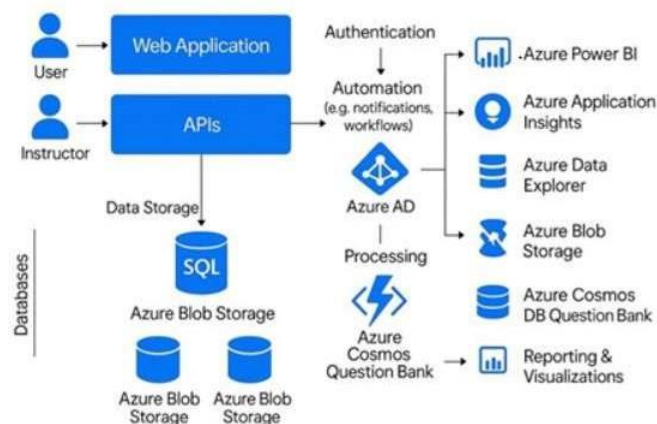 User
Web Application
Instructor
APIs
Data Storage
Databases
SQL
Azure Blob Storage
Azure Blob
Storage
Azure Blob
Storage
Authentication
Automation
(e.g. notifications,
workflows)
Azure AD
Processing
Azure
Cosmos
Question Bank
Azure Power BI
Azure Application
Insights
Azure Data
Explorer
Azure Blob
Storage
Azure Cosmos
DB Question Bank
Reporting &
Visualizations